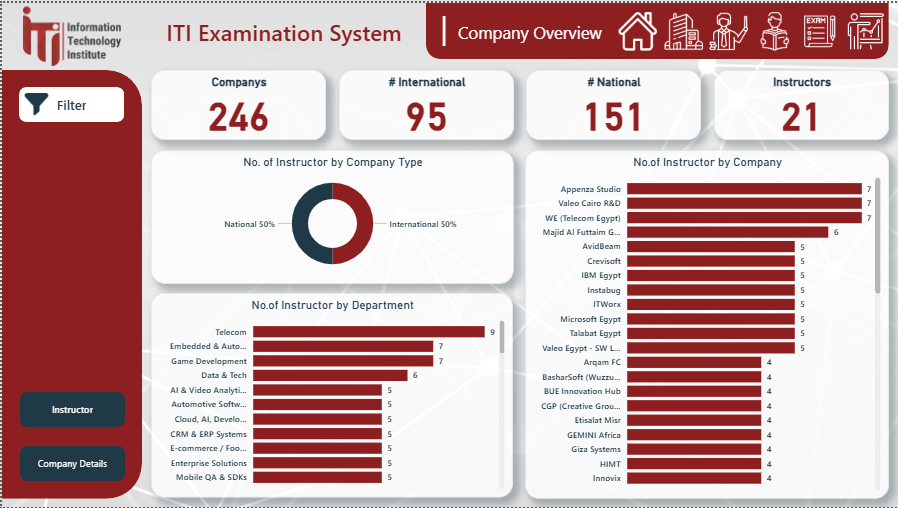 iTi
Information
Technology
Institute
ITI Examination System
Company Overview
EXAM
Filter
Instructor
Company Details
Companys
246
# International
95
# National
151
Instructors
21
No. of Instructor by Company Type
National 50%
International 50%
No.of Instructor by Department
Telecom 9
Embedded & Auto... 7
Game Development 7
Data & Tech 6
AI & Video Analyti... 5
Automotive Softw... 5
Cloud, AI, Develo... 5
CRM & ERP Systems 5
E-commerce / Foo... 5
Enterprise Solutions 5
Mobile QA & SDKs 5
No.of Instructor by Company
Appenza Studio 7
Valeo Cairo R&D 7
WE (Telecom Egypt) 7
Majid Al Futtaim G... 6
AvidBeam 5
Crevisoft 5
IBM Egypt 5
Instabug 5
ITWorx 5
Microsoft Egypt 5
Talabat Egypt 5
Valeo Egypt - SW L... 5
Arqam FC 4
BasharSoft (Wuzzu... 4
BUE Innovation Hub 4
CGP (Creative Grou... 4
Etisalat Misr 4
GEMINI Africa 4
Giza Systems 4
HIMT 4
Innovix 4